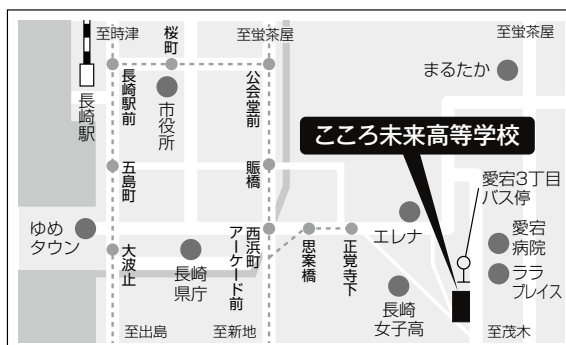 至時津
桜町
至蛍茶屋
至蛍茶屋
長崎駅
長崎駅前
市役所
公会堂前
まるたか
こころ未来高等学校
五島町
賑橋
愛宕3丁目
バス停
ゆめ
タウン
大波止
長崎
県庁
西浜町
アーケード前
思案橋
正覚寺下
エレナ
愛宕
病院
ララ
プレイス
長崎
女子高
至出島
至新地
至茂木